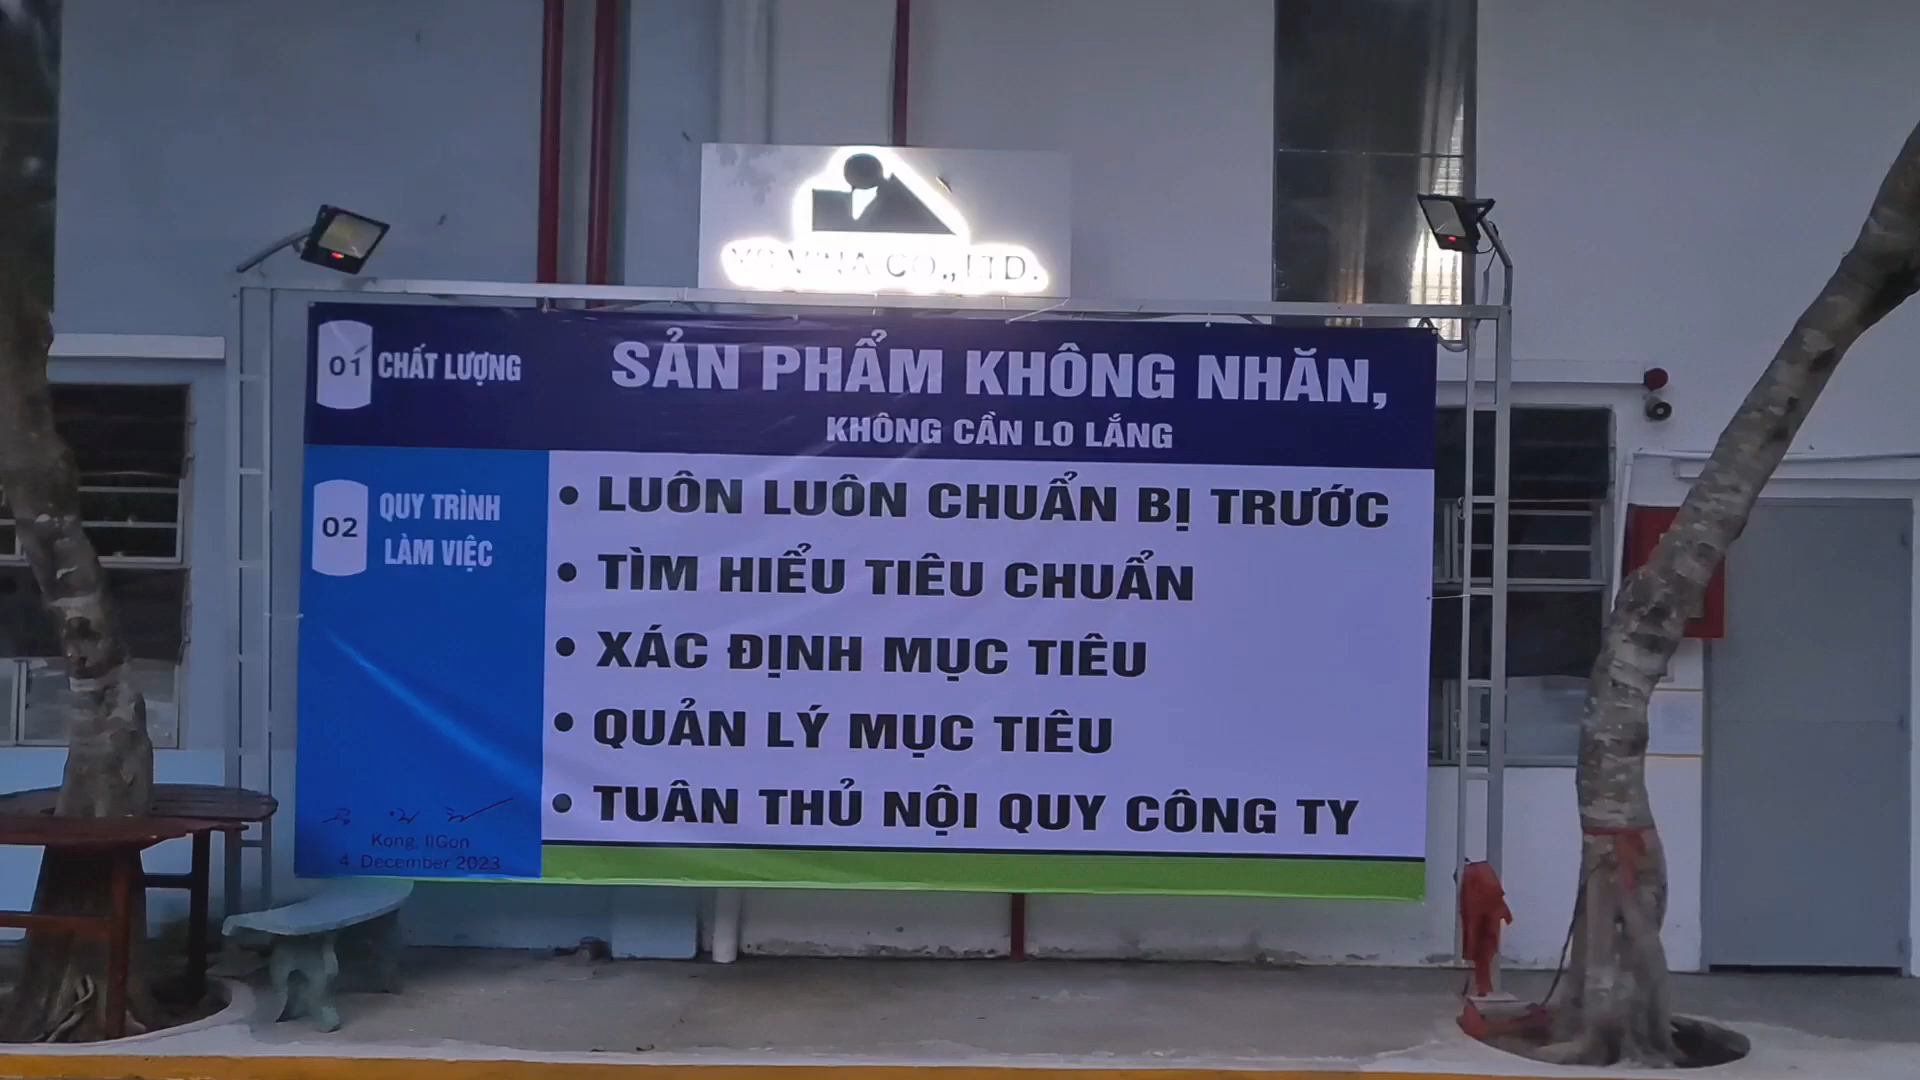 VINA CO., LTD.
01 CHẤT LƯỢNG
SẢN PHẨM KHÔNG NHĂN,
KHÔNG CẦN LO LẮNG
02 QUY TRÌNH
LÀM VIỆC
• LUÔN LUÔN CHUẨN BỊ TRƯỚC
• TÌM HIỂU TIÊU CHUẨN
• XÁC ĐỊNH MỤC TIÊU
• QUẢN LÝ MỤC TIÊU
• TUÂN THỦ NỘI QUY CÔNG TY
Kong, IlGon
4, December 2023